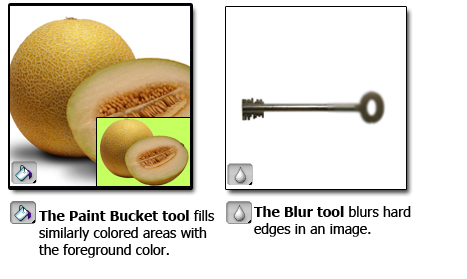 The Paint Bucket tool fills
similarly colored areas with
the foreground color.
The Blur tool blurs hard
edges in an image.